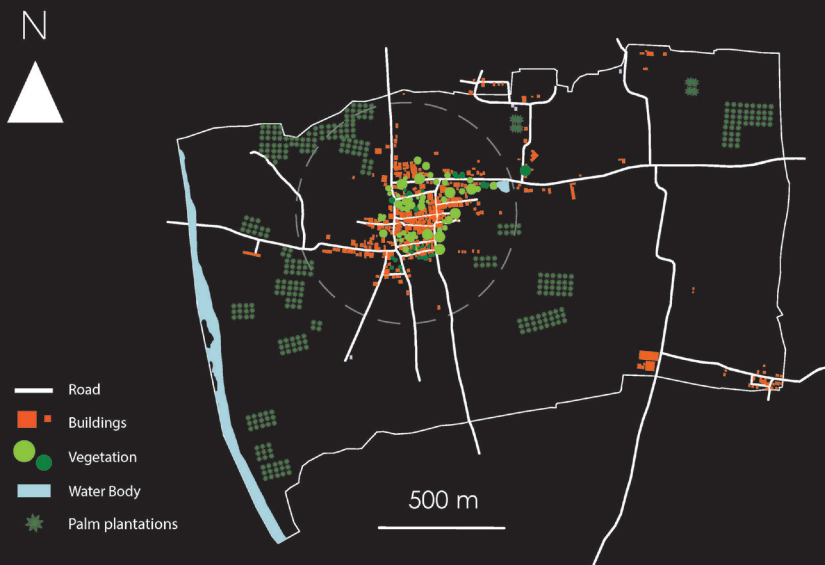 N
Road
Buildings
Vegetation
Water Body
Palm plantations
500 m